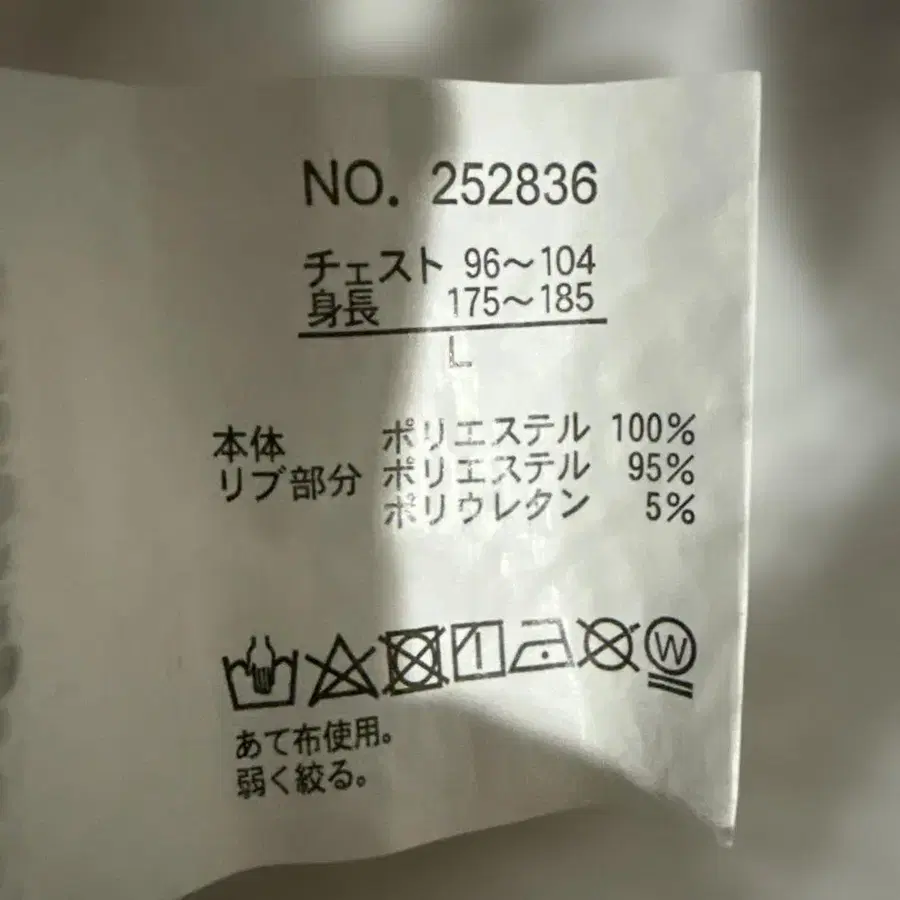 NO. 252836
チェスト 96～104
身長 175～185
L
本体 ポリエステル 100%
リブ部分 ポリエステル 95%
ポリウレタン 5%
W
あて布使用。
弱く絞る。